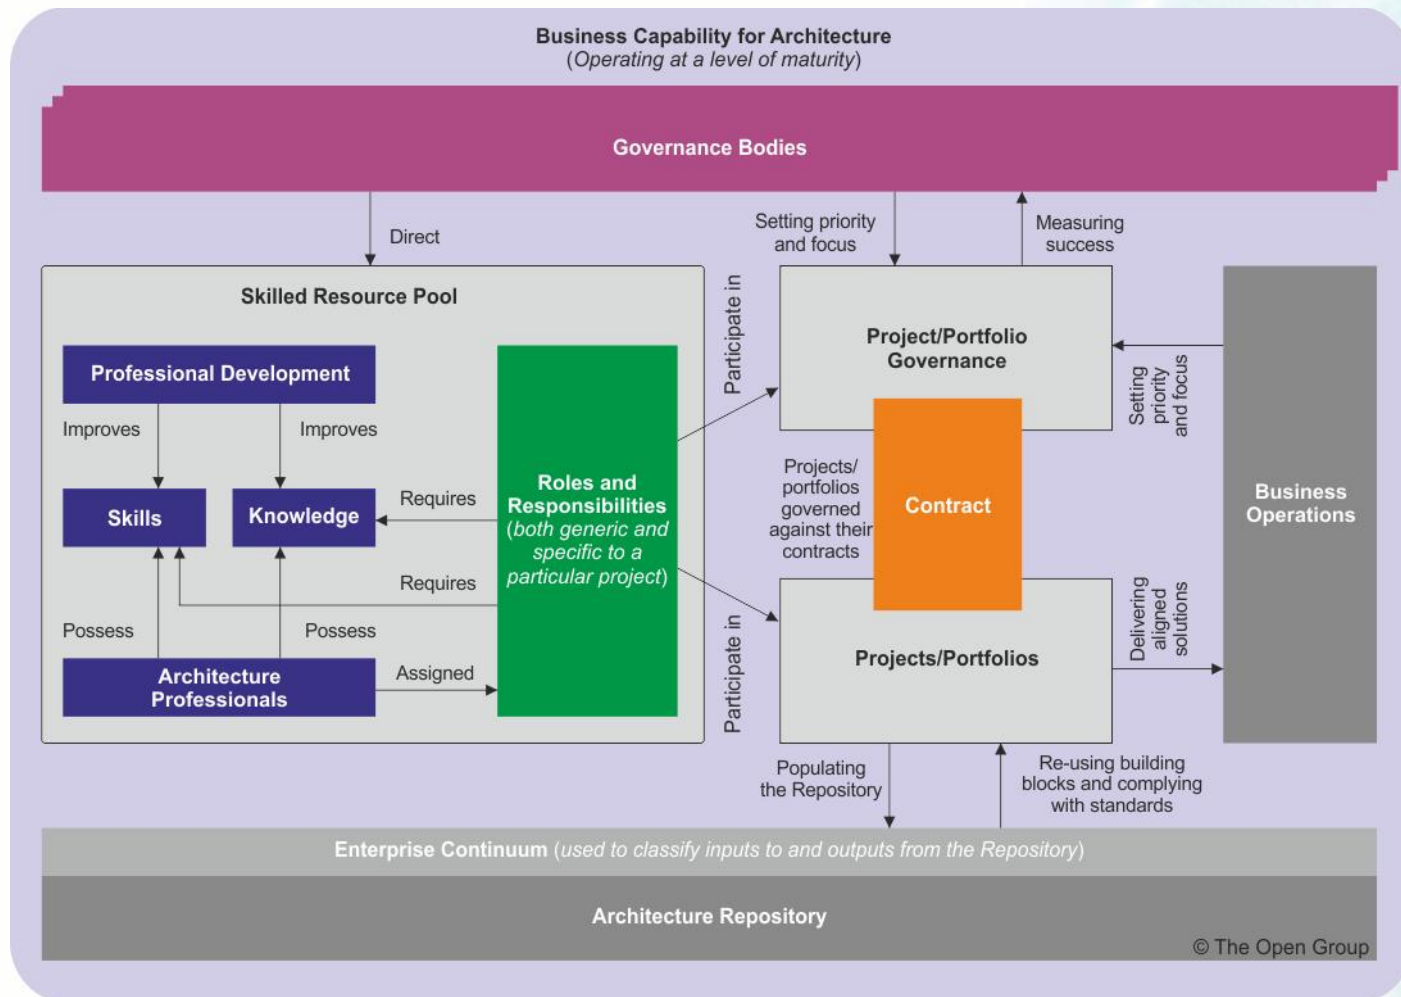 Business Capability for Architecture
(Operating at a level of maturity)
Governance Bodies
Direct
Setting priority
and focus
Measuring
success
Skilled Resource Pool
Professional Development
Improves
Improves
Skills
Knowledge
Requires
Requires
Possess
Possess
Architecture
Professionals
Assigned
Roles and
Responsibilities
(both generic and
specific to a
particular project)
Participate in
Participate in
Project/Portfolio
Governance
Projects/
portfolios
governed
against their
contracts
Contract
Projects/Portfolios
Setting
priority
and focus
Delivering
aligned
solutions
Business
Operations
Populating
the Repository
Re-using building
blocks and complying
with standards
Enterprise Continuum (used to classify inputs to and outputs from the Repository)
Architecture Repository
© The Open Group